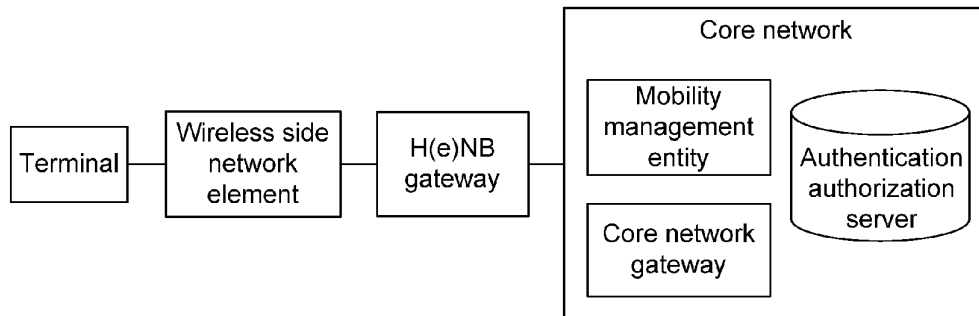 Core network
Terminal
Wireless side
network
element
H(e)NB
gateway
Mobility
management
entity
Core network
gateway
Authentication
authorization
server